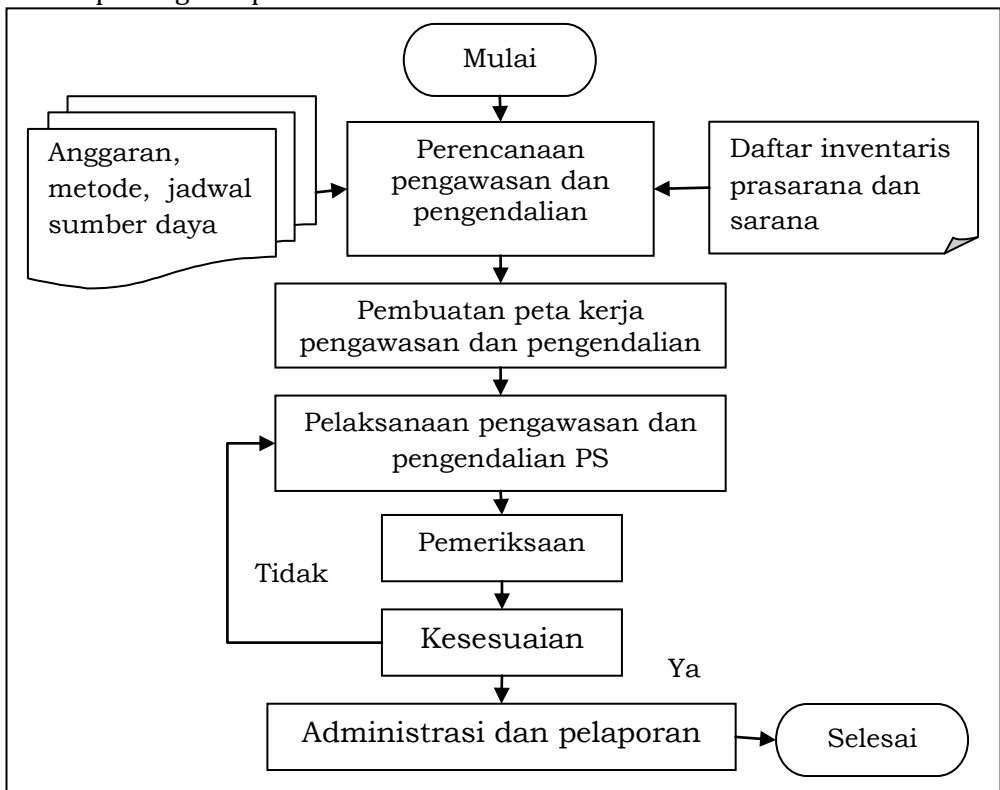 Mulai
Anggaran,
metode, jadwal
sumber daya
Perencanaan
pengawasan dan
pengendalian
Daftar inventaris
prasarana dan
sarana
Pembuatan peta kerja
pengawasan dan pengendalian
Pelaksanaan pengawasan dan
pengendalian PS
Pemeriksaan
Tidak
Kesesuaian
Ya
Administrasi dan pelaporan
Selesai